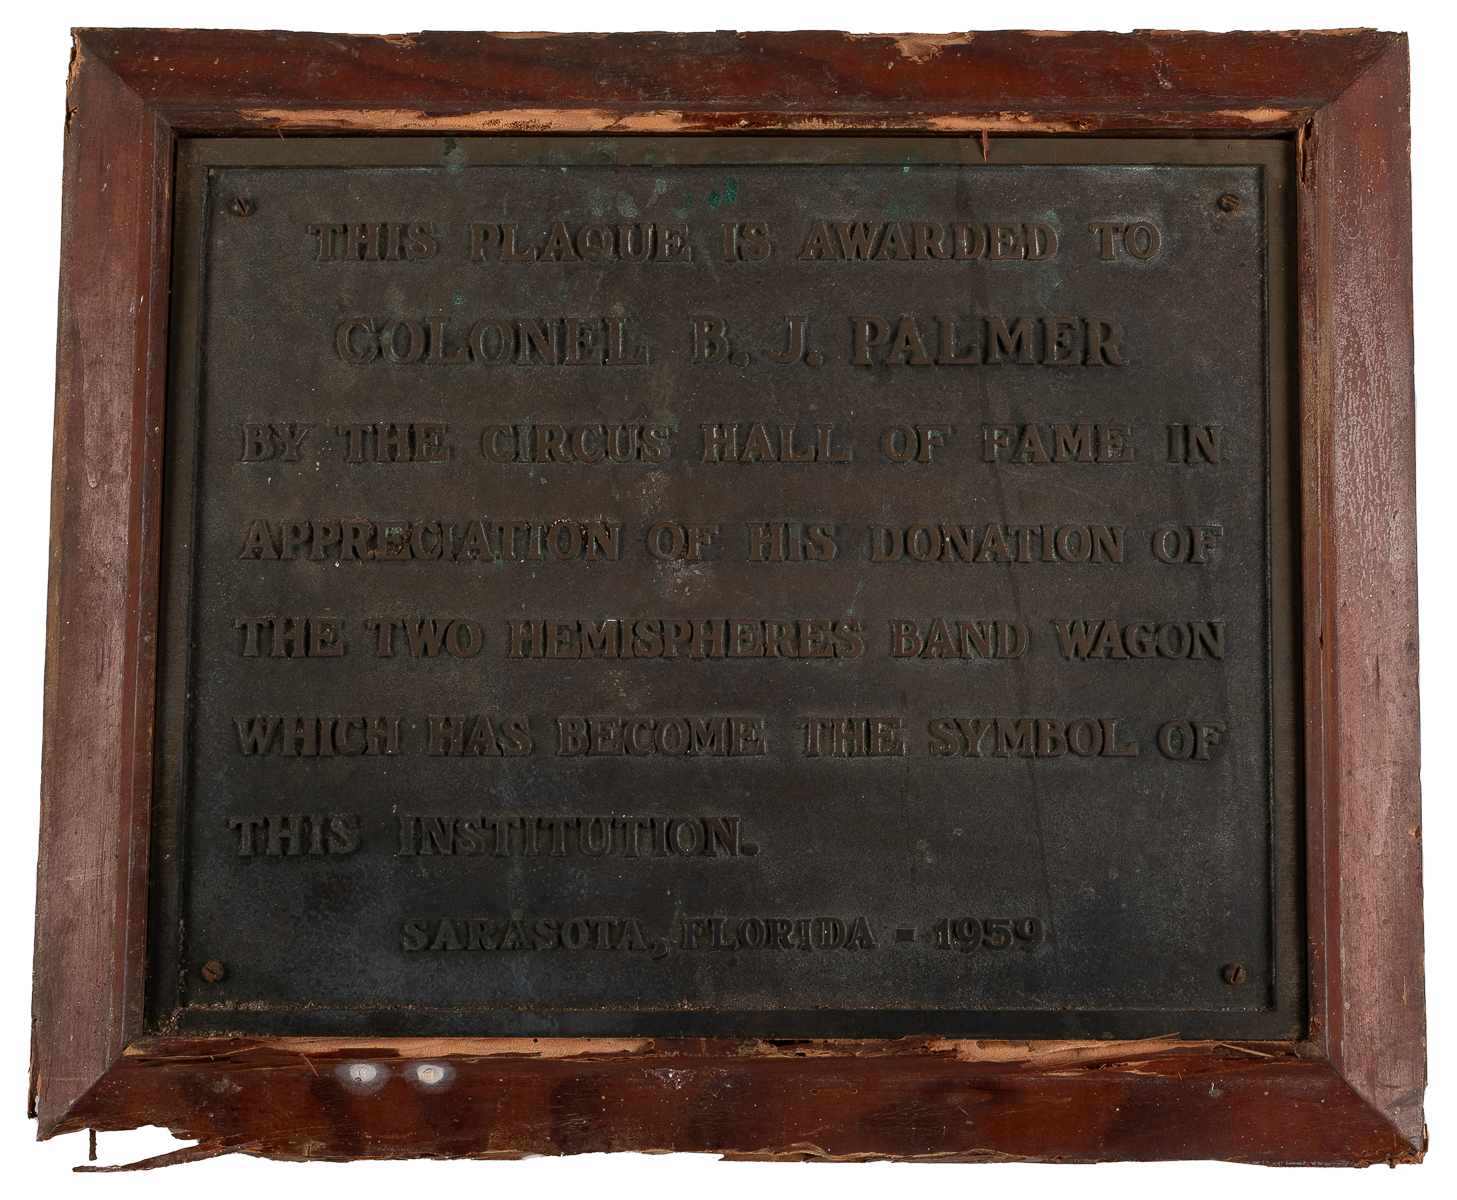 THIS PLAQUE IS AWARDED TO
COLONEL B. J. PALMER
BY THE CIRCUS HALL OF FAME IN
APPRECIATION OF HIS DONATION OF
THE TWO HEMISPHERES BAND WAGON
WHICH HAS BECOME THE SYMBOL OF
THIS INSTITUTION.
SARASOTA, FLORIDA - 1959